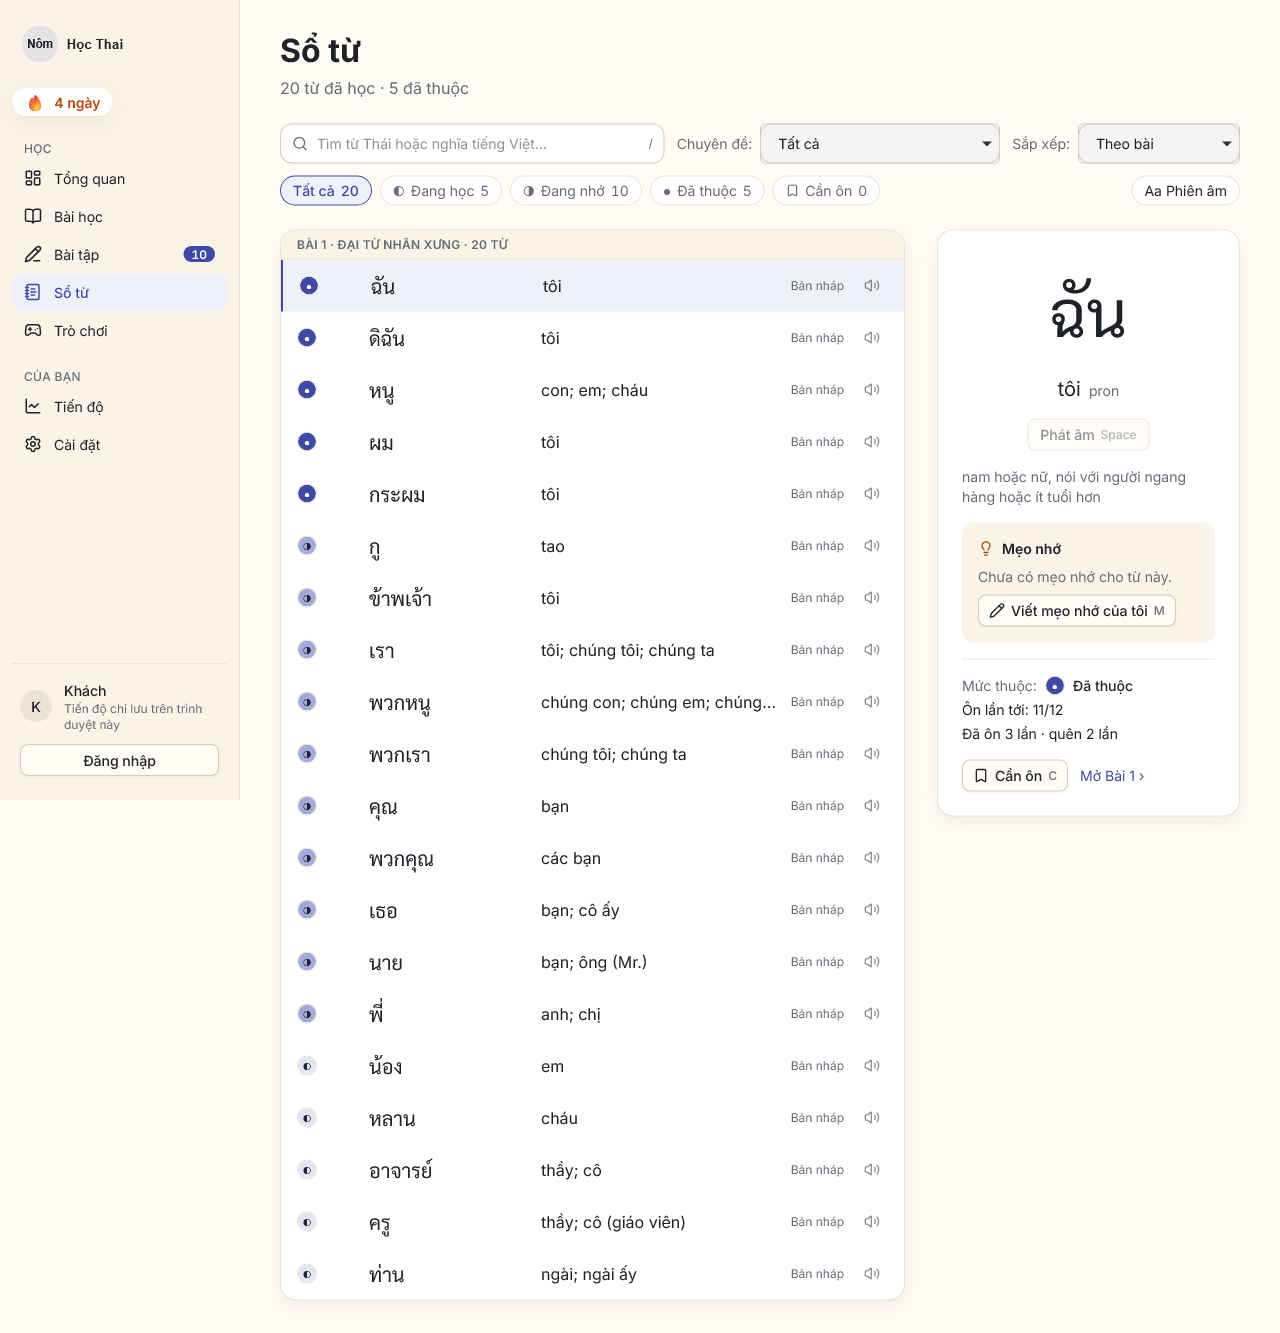 Nôm Học Thai
4 ngày
HỌC
Tổng quan
Bài học
Bài tập 10
Sổ từ
Trò chơi
CỦA BẠN
Tiến độ
Cài đặt
K Khách
Tiến độ chỉ lưu trên trình
duyệt này
Đăng nhập
Sổ từ
20 từ đã học · 5 đã thuộc
Tìm từ Thái hoặc nghĩa tiếng Việt... /
Chuyên đề: Tất cả
Sắp xếp: Theo bài
Tất cả 20
Đang học 5
Đang nhớ 10
Đã thuộc 5
Cần ôn 0
Aa Phiên âm
BÀI 1 · ĐẠI TỪ NHÂN XƯNG · 20 TỪ
ฉัน tôi Bản nháp
ดิฉัน tôi Bản nháp
หนู con; em; cháu Bản nháp
ผม tôi Bản nháp
กระผม tôi Bản nháp
กู tao Bản nháp
ข้าพเจ้า tôi Bản nháp
เรา tôi; chúng tôi; chúng ta Bản nháp
พวกหนู chúng con; chúng em; chúng... Bản nháp
พวกเรา chúng tôi; chúng ta Bản nháp
คุณ bạn Bản nháp
พวกคุณ các bạn Bản nháp
เธอ bạn; cô ấy Bản nháp
นาย bạn; ông (Mr.) Bản nháp
พี่ anh; chị Bản nháp
น้อง em Bản nháp
หลาน cháu Bản nháp
อาจารย์ thầy; cô Bản nháp
ครู thầy; cô (giáo viên) Bản nháp
ท่าน ngài; ngài ấy Bản nháp
ฉัน
tôi pron
Phát âm Space
nam hoặc nữ, nói với người ngang
hàng hoặc ít tuổi hơn
Mẹo nhớ
Chưa có mẹo nhớ cho từ này.
Viết mẹo nhớ của tôi M
Mức thuộc: Đã thuộc
Ôn lần tới: 11/12
Đã ôn 3 lần · quên 2 lần
Cần ôn C
Mở Bài 1 ›